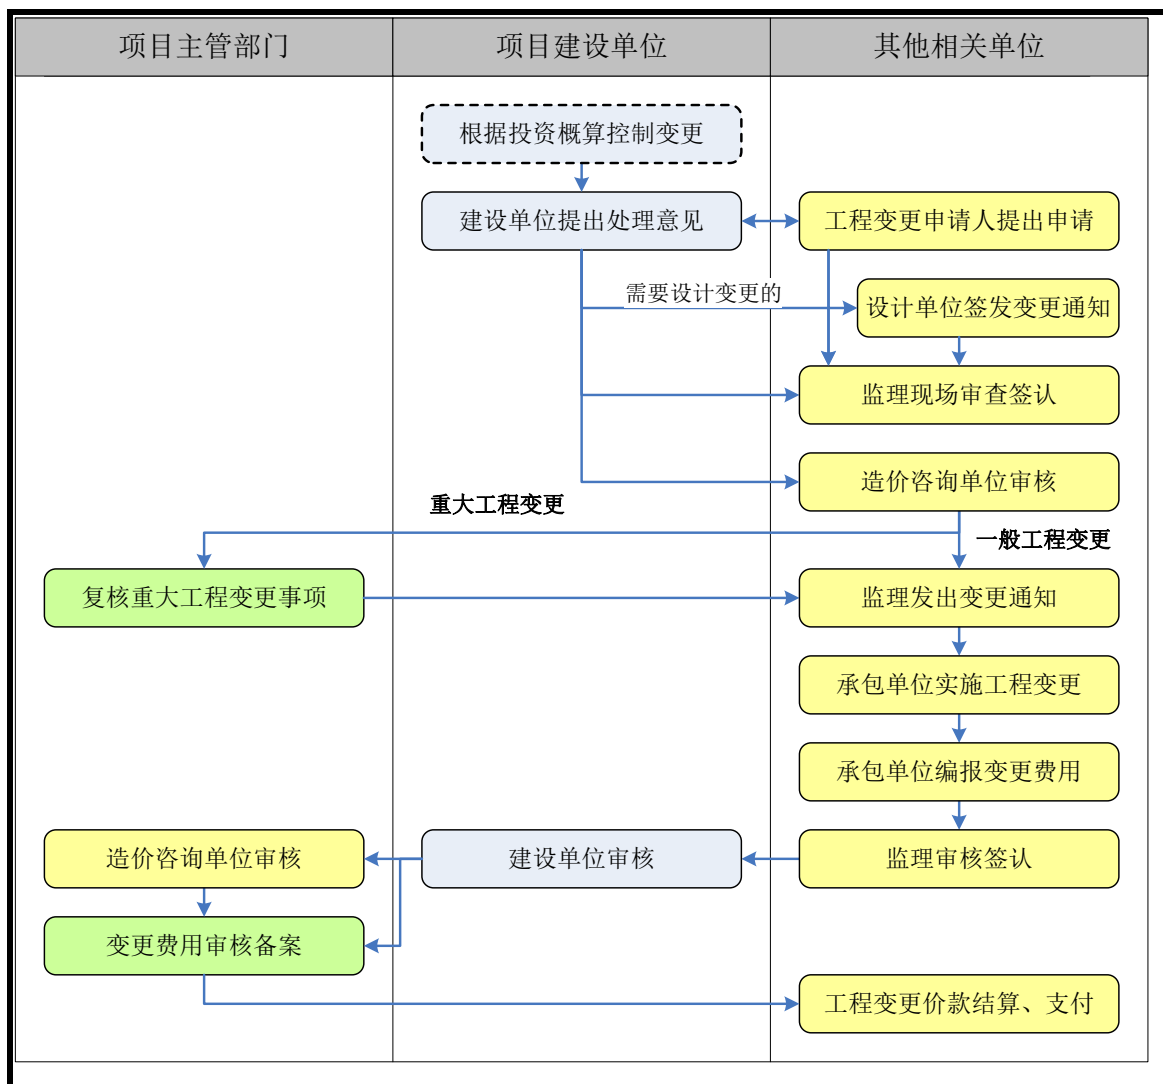 项目主管部门
项目建设单位
其他相关单位
根据投资概算控制变更
建设单位提出处理意见
工程变更申请人提出申请
需要设计变更的
设计单位签发变更通知
监理现场审查签认
造价咨询单位审核
重大工程变更
一般工程变更
复核重大工程变更事项
监理发出变更通知
承包单位实施工程变更
承包单位编报变更费用
造价咨询单位审核
建设单位审核
监理审核签认
变更费用审核备案
工程变更价款结算、支付